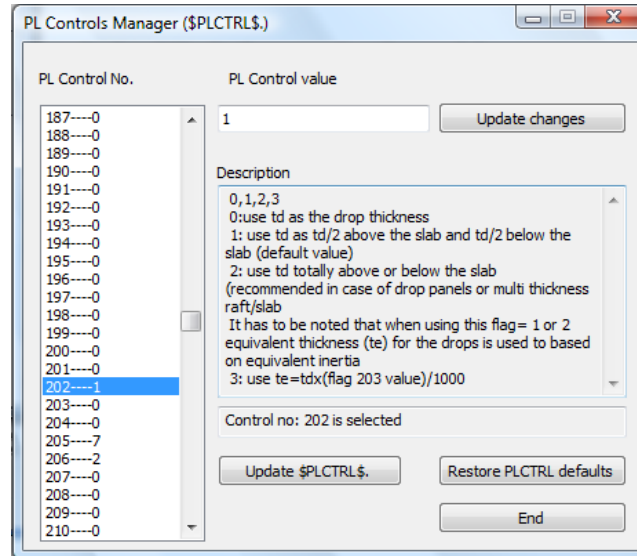 PL Controls Manager ($PLCTRL$.)
PL Control No.
PL Control value
187----0
188----0
189----0
190----0
191----0
192----0
193----0
194----0
195----0
196----0
197----0
198----0
199----0
200----0
201----0
202----1
203----0
204----0
205----7
206----2
207----0
208----0
209----0
210----0
1
Update changes
Description
0,1,2,3
0:use td as the drop thickness
1: use td as td/2 above the slab and td/2 below the
slab (default value)
2: use td totally above or below the slab
(recommended in case of drop panels or multi thickness
raft/slab
It has to be noted that when using this flag= 1 or 2
equivalent thickness (te) for the drops is used to based
on equivalent inertia
3: use te=tdx(flag 203 value)/1000
Control no: 202 is selected
Update $PLCTRL$.
Restore PLCTRL defaults
End